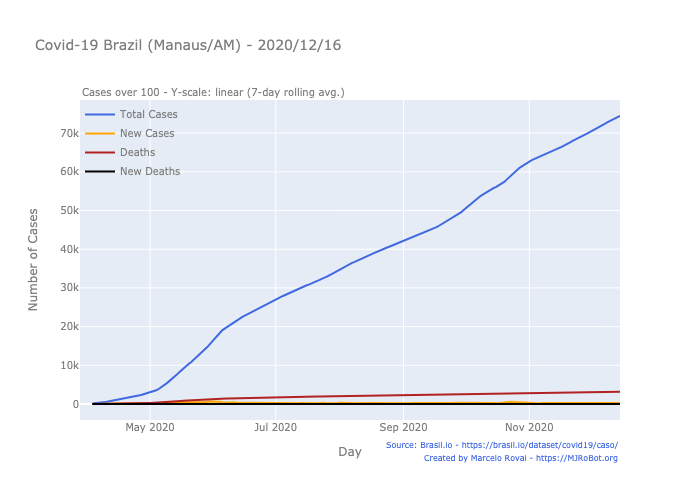 Covid-19 Brazil (Manaus/AM) - 2020/12/16
Cases over 100 - Y-scale: linear (7-day rolling avg.)
Total Cases
New Cases
Deaths
New Deaths
70k
60k
50k
40k
30k
20k
10k
0
Number of Cases
May 2020
Jul 2020
Sep 2020
Nov 2020
Day
Source: Brasil.io - https://brasil.io/dataset/covid19/caso/
Created by Marcelo Rovai - https://MJRoBot.org